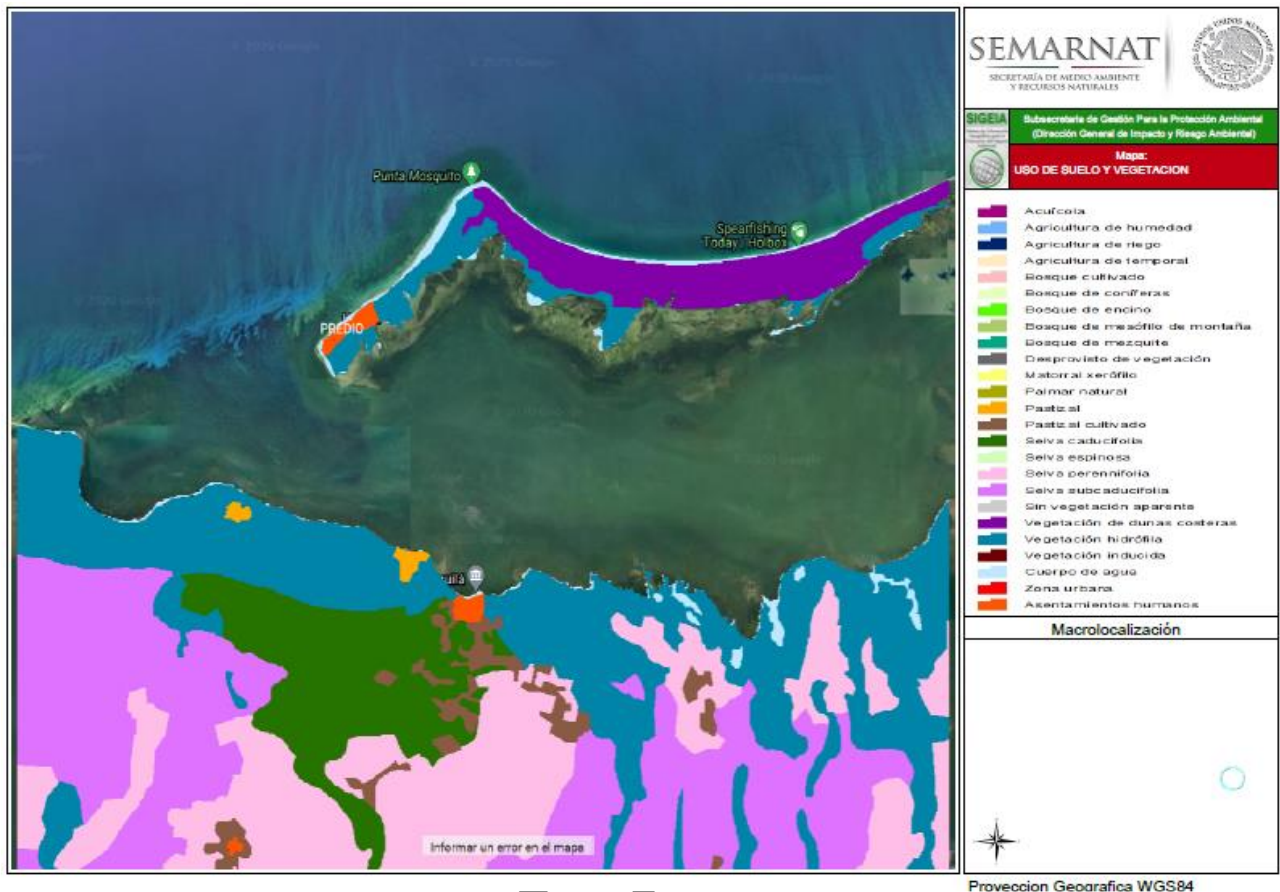 Punta Mosquito
Spearfishing
Today / Holbox
PREDIO
uilá
Informar un error en el mapa
SEMARNAT
SECRETARÍA DE MEDIO AMBIENTE
Y RECURSOS NATURALES
ESTADOS UNIDOS MEXICANOS
SIGEIA
Subsecretaria de Gestión Para la Protección Ambiental
(Dirección General de Impacto y Riesgo Ambiental)
Mapa:
USO DE SUELO Y VEGETACION
Acuícola
Agricultura de humedad
Agricultura de riego
Agricultura de temporal
Bosque cultivado
Bosque de coníferas
Bosque de encino
Bosque de mesófilo de montaña
Bosque de mezquite
Desprovisto de vegetación
Matorral xerófilo
Palmar natural
Pastizal
Pastizal cultivado
Selva caducifolia
Selva espinosa
Selva perennifolia
Selva subcaducifolia
Sin vegetación aparente
Vegetación de dunas costeras
Vegetación hidrófila
Vegetación inducida
Cuerpo de agua
Zona urbana
Asentamientos humanos
Macrolocalización
Proyeccion Geografica WGS84